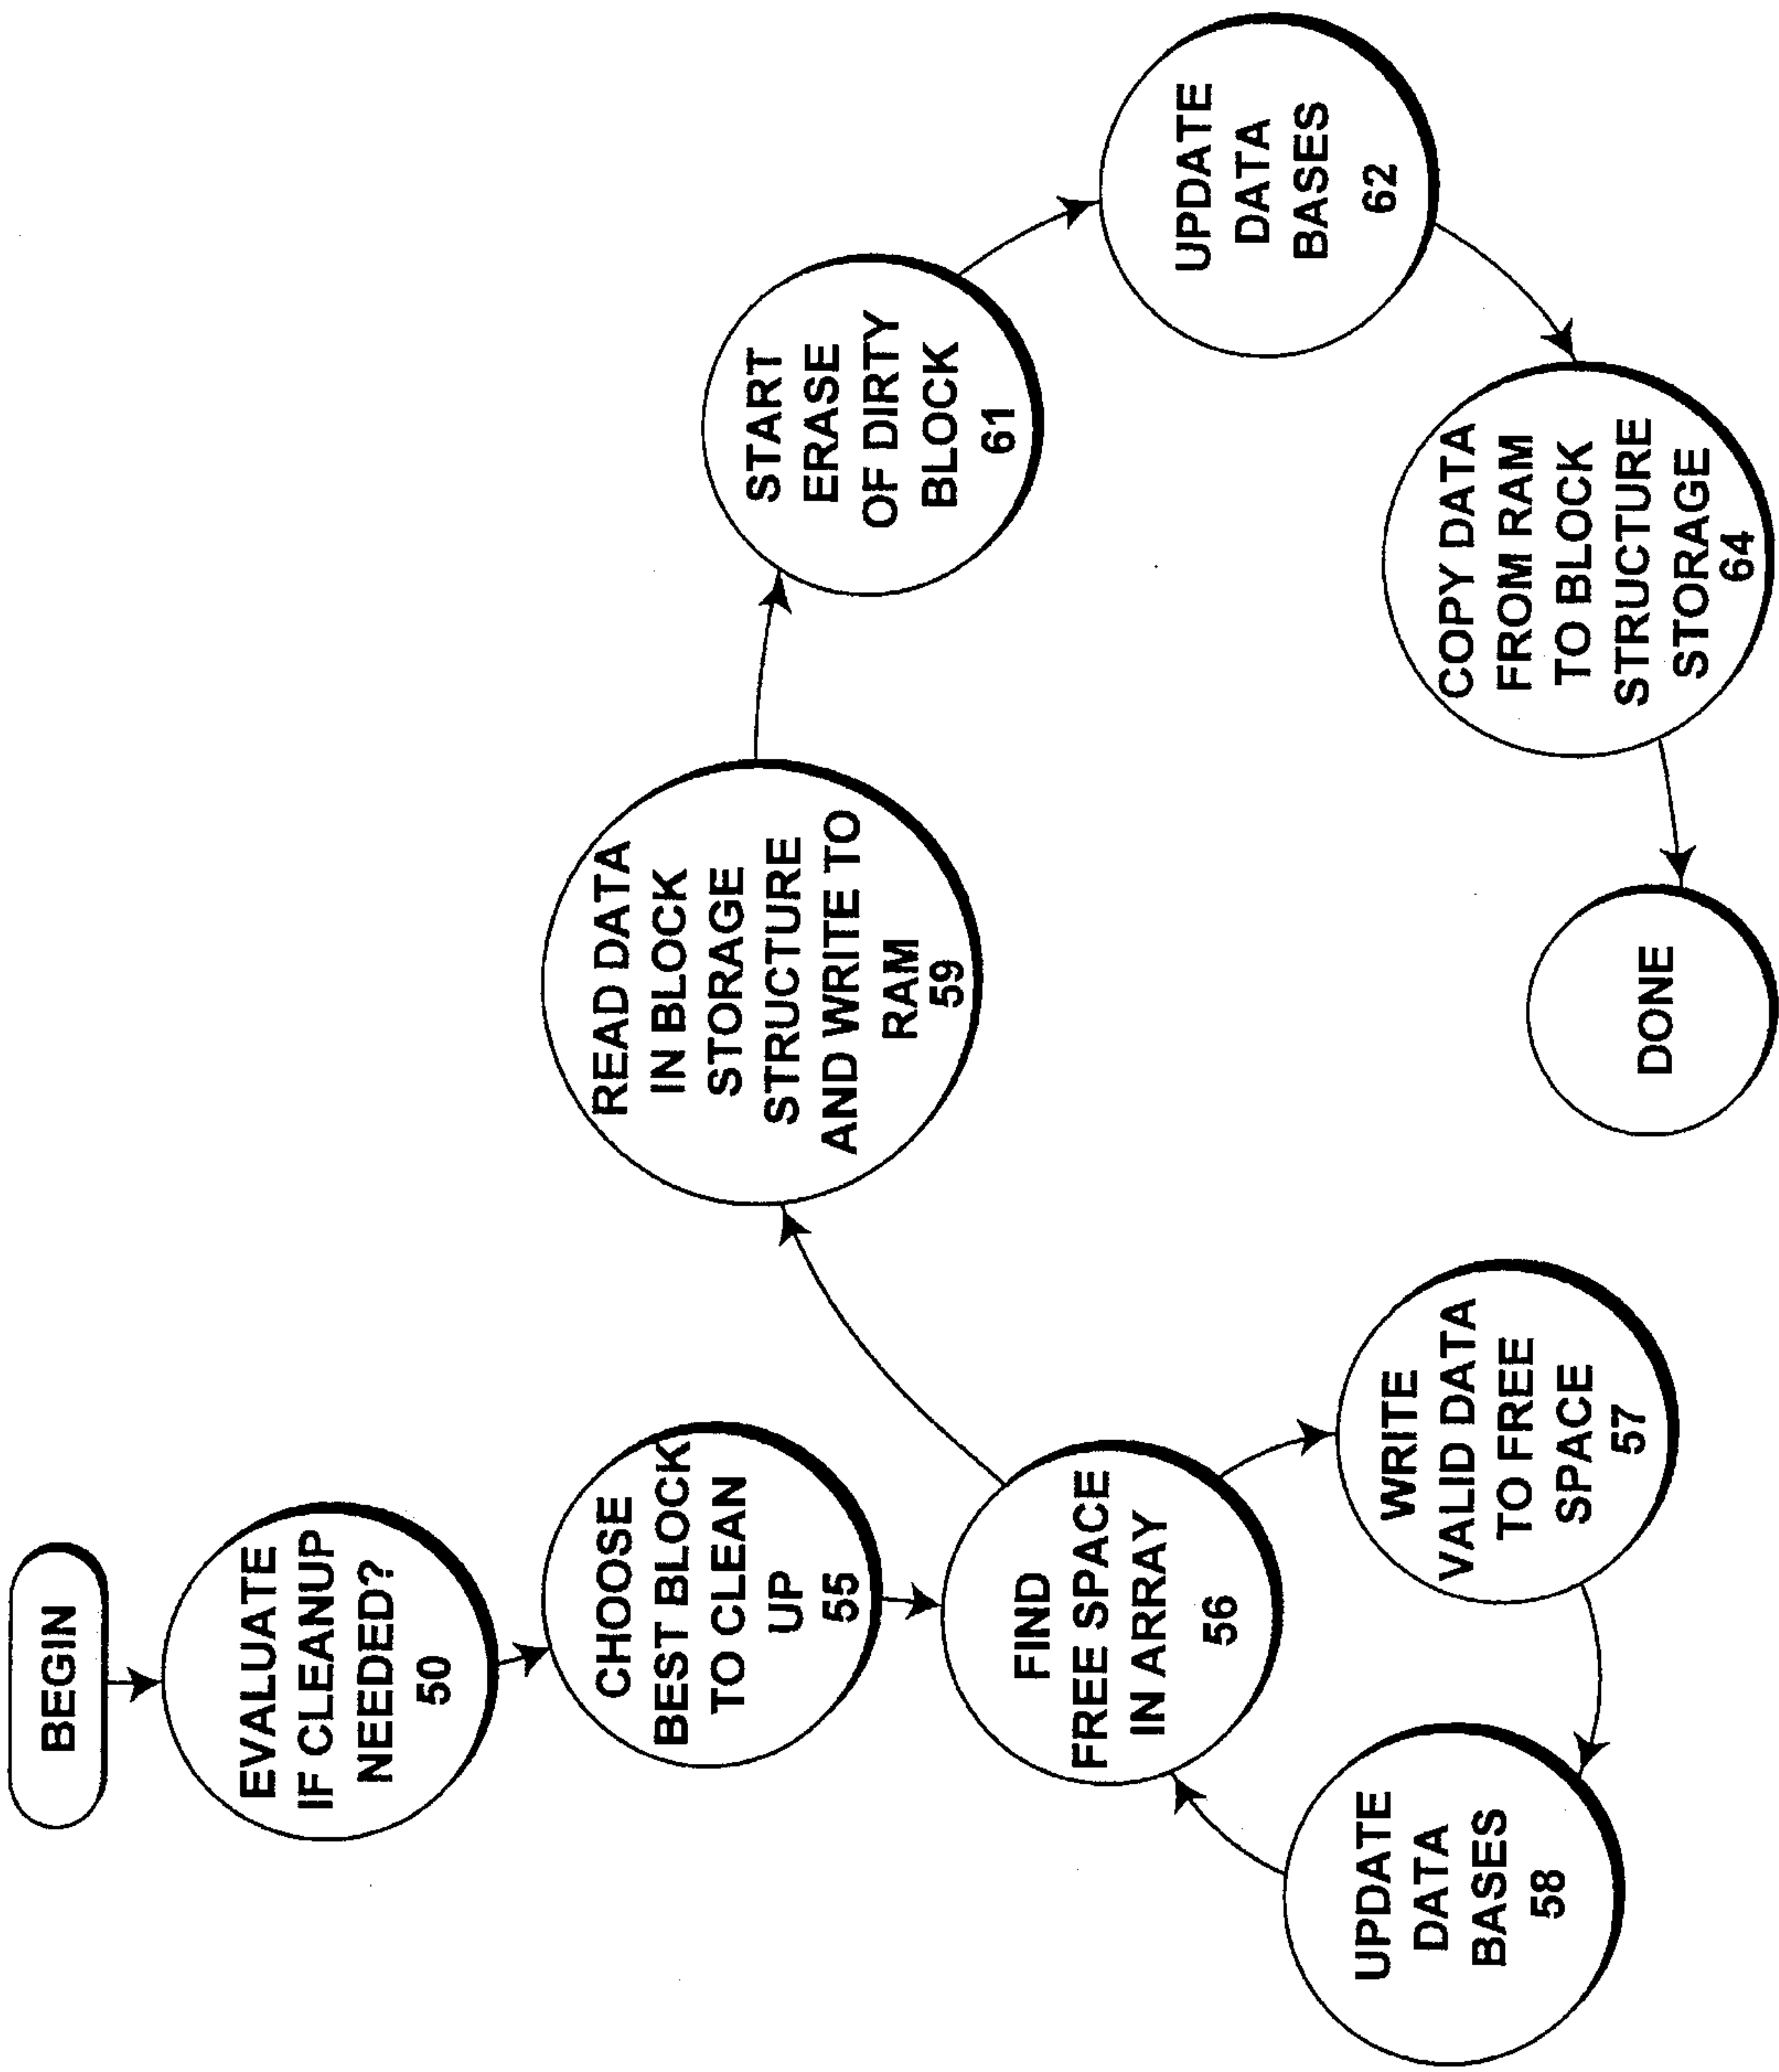 BEGIN
EVALUATE
IF CLEANUP
NEEDED?
50
CHOOSE
BEST BLOCK
TO CLEAN
UP
55
FIND
FREE SPACE
IN ARRAY
56
WRITE
VALID DATA
TO FREE
SPACE
57
UPDATE
DATA
BASES
58
READ DATA
IN BLOCK
STORAGE
STRUCTURE
AND WRITE TO
RAM
59
START
ERASE
OF DIRTY
BLOCK
61
UPDATE
DATA
BASES
62
COPY DATA
FROM RAM
TO BLOCK
STRUCTURE
STORAGE
64
DONE